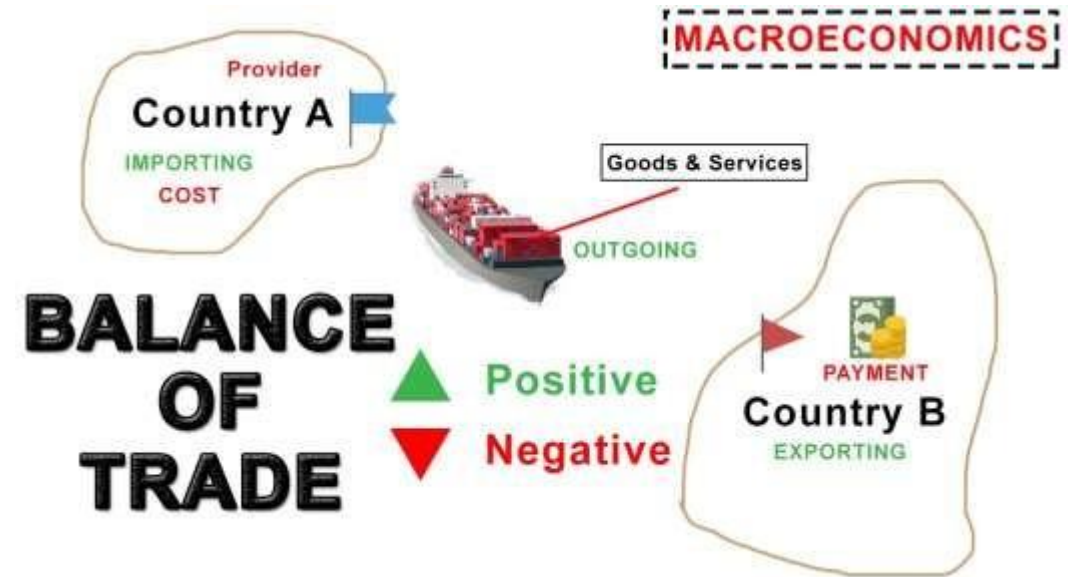 MACROECONOMICS
Provider
Country A
IMPORTING
COST
Goods & Services
OUTGOING
BALANCE
OF
TRADE
Positive
Negative
PAYMENT
Country B
EXPORTING